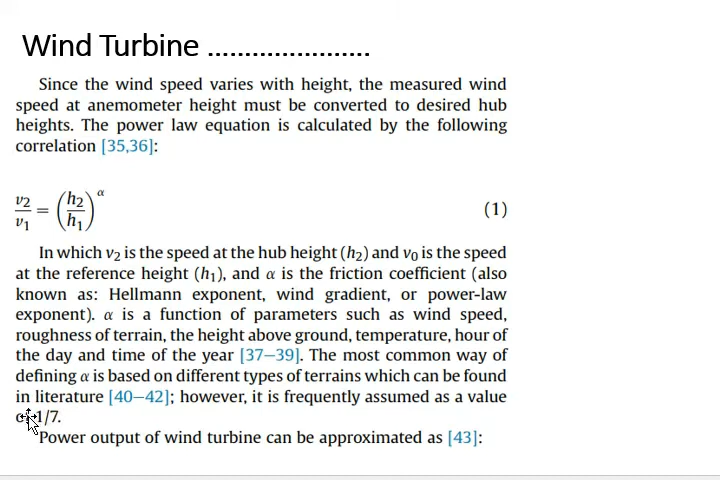 Wind Turbine ......................
Since the wind speed varies with height, the measured wind
speed at anemometer height must be converted to desired hub
heights. The power law equation is calculated by the following
correlation [35,36]:
v2/v1 = (h2/h1)^α (1)
In which v2 is the speed at the hub height (h2) and v0 is the speed
at the reference height (h1), and α is the friction coefficient (also
known as: Hellmann exponent, wind gradient, or power-law
exponent). α is a function of parameters such as wind speed,
roughness of terrain, the height above ground, temperature, hour of
the day and time of the year [37–39]. The most common way of
defining α is based on different types of terrains which can be found
in literature [40–42]; however, it is frequently assumed as a value
1/7.
Power output of wind turbine can be approximated as [43]: